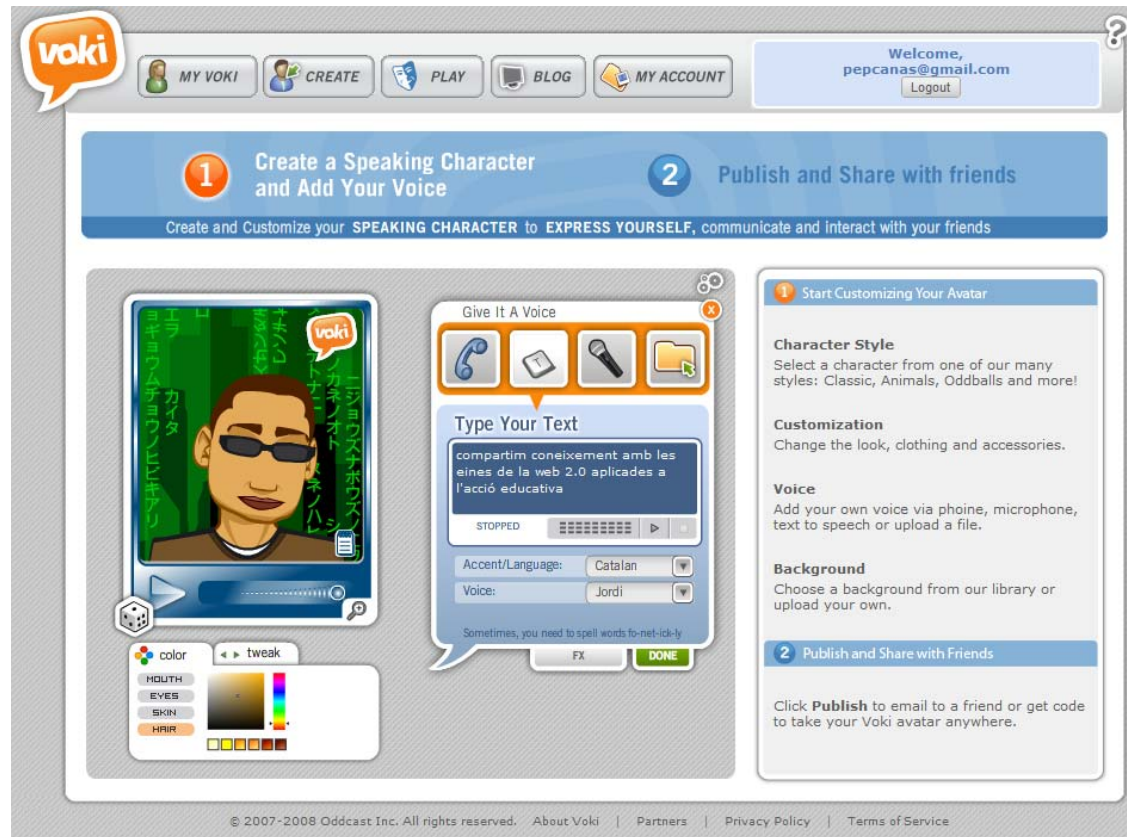 voki
MY VOKI
CREATE
PLAY
BLOG
MY ACCOUNT
Welcome,
pepcanas@gmail.com
Logout
?
1 Create a Speaking Character
and Add Your Voice
2 Publish and Share with friends
Create and Customize your SPEAKING CHARACTER to EXPRESS YOURSELF, communicate and interact with your friends
voki
Give It A Voice
T
x
Type Your Text
compartim coneixement amb les
eines de la web 2.0 aplicades a
l'acció educativa
STOPPED
Accent/Language: Catalan
Voice: Jordi
Sometimes, you need to spell words fo-net-ick-ly
FX
DONE
color
tweak
MOUTH
EYES
SKIN
HAIR
1 Start Customizing Your Avatar
Character Style
Select a character from one of our many
styles: Classic, Animals, Oddballs and more!
Customization
Change the look, clothing and accessories.
Voice
Add your own voice via phoine, microphone,
text to speech or upload a file.
Background
Choose a background from our library or
upload your own.
2 Publish and Share with Friends
Click Publish to email to a friend or get code
to take your Voki avatar anywhere.
© 2007-2008 Oddcast Inc. All rights reserved. About Voki | Partners | Privacy Policy | Terms of Service